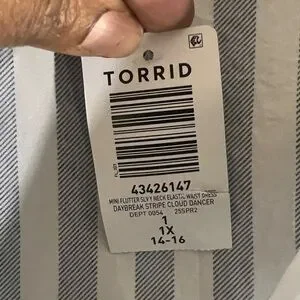 TORRID
43426147
MINI FLUTTER SLV V NECK ELASTIC WAIST DRESS
DAYBREAK STRIPE CLOUD DANCER
DEPT 0054 25SPR2
1
1X
14-16